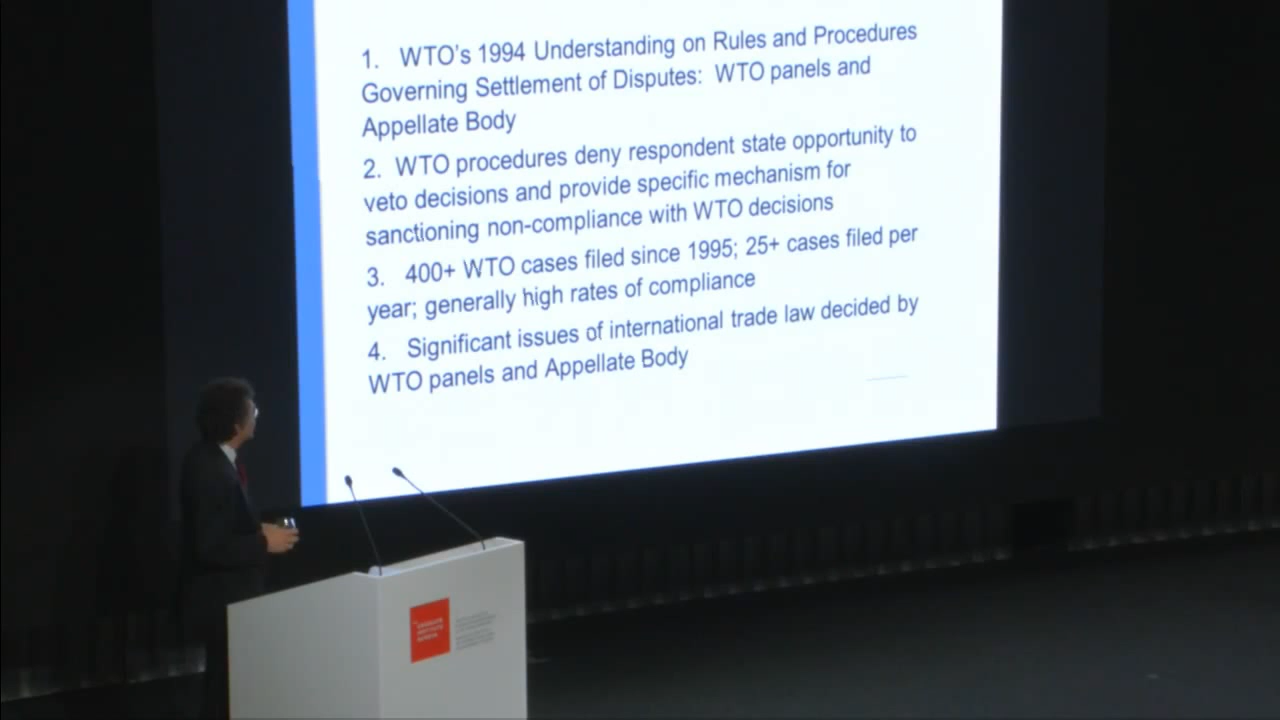 1. WTO's 1994 Understanding on Rules and Procedures
Governing Settlement of Disputes: WTO panels and
Appellate Body
2. WTO procedures deny respondent state opportunity to
veto decisions and provide specific mechanism for
sanctioning non-compliance with WTO decisions
3. 400+ WTO cases filed since 1995; 25+ cases filed per
year; generally high rates of compliance
4. Significant issues of international trade law decided by
WTO panels and Appellate Body
GRADUATE
INSTITUTE
GENEVA